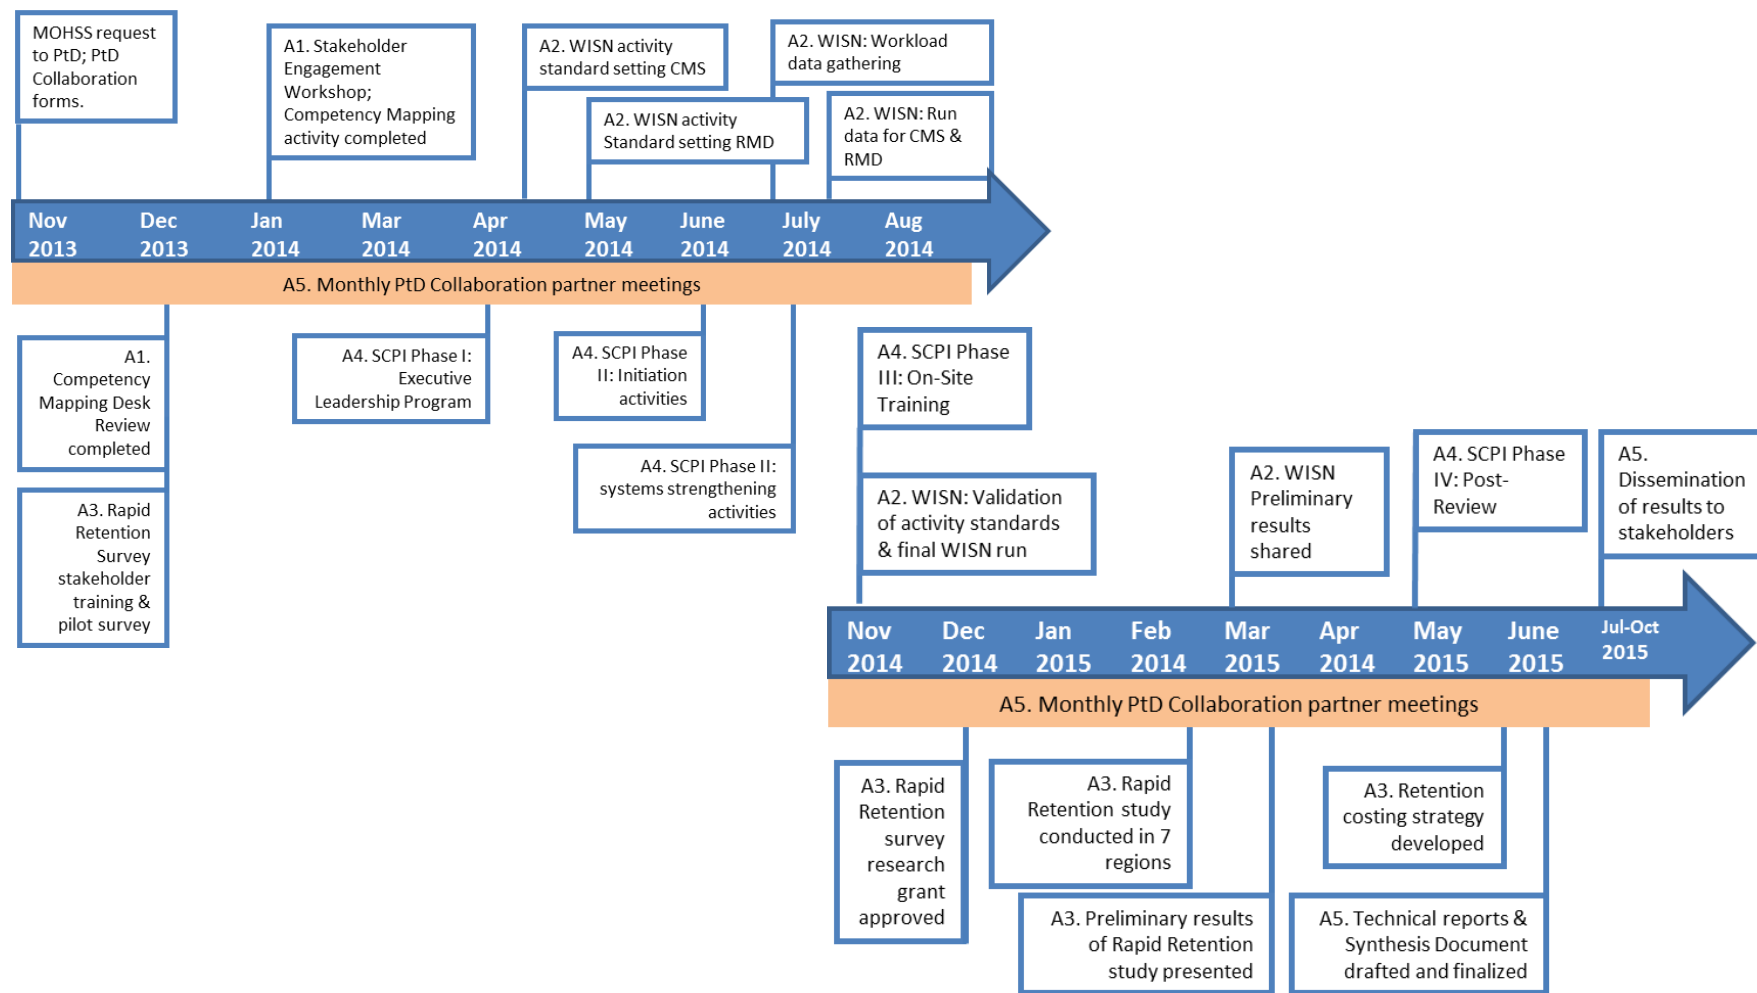 MOHSS request
to PtD; PtD
Collaboration
forms.
A1. Stakeholder
Engagement
Workshop;
Competency Mapping
activity completed
A2. WISN activity
standard setting CMS
A2. WISN activity
Standard setting RMD
A2. WISN: Workload
data gathering
A2. WISN: Run
data for CMS &
RMD
Nov
2013
Dec
2013
Jan
2014
Mar
2014
Apr
2014
May
2014
June
2014
July
2014
Aug
2014
A5. Monthly PtD Collaboration partner meetings
A1.
Competency
Mapping Desk
Review
completed
A3. Rapid
Retention
Survey
stakeholder
training &
pilot survey
A4. SCPI Phase I:
Executive
Leadership Program
A4. SCPI Phase
II: Initiation
activities
A4. SCPI Phase II:
systems strengthening
activities
A4. SCPI Phase
III: On-Site
Training
A2. WISN: Validation
of activity standards
& final WISN run
A2. WISN
Preliminary
results
shared
A4. SCPI Phase
IV: Post-
Review
A5.
Dissemination
of results to
stakeholders
Nov
2014
Dec
2014
Jan
2015
Feb
2014
Mar
2015
Apr
2014
May
2015
June
2015
Jul-Oct
2015
A5. Monthly PtD Collaboration partner meetings
A3. Rapid
Retention
survey
research
grant
approved
A3. Rapid
Retention study
conducted in 7
regions
A3. Preliminary results
of Rapid Retention
study presented
A3. Retention
costing strategy
developed
A5. Technical reports &
Synthesis Document
drafted and finalized